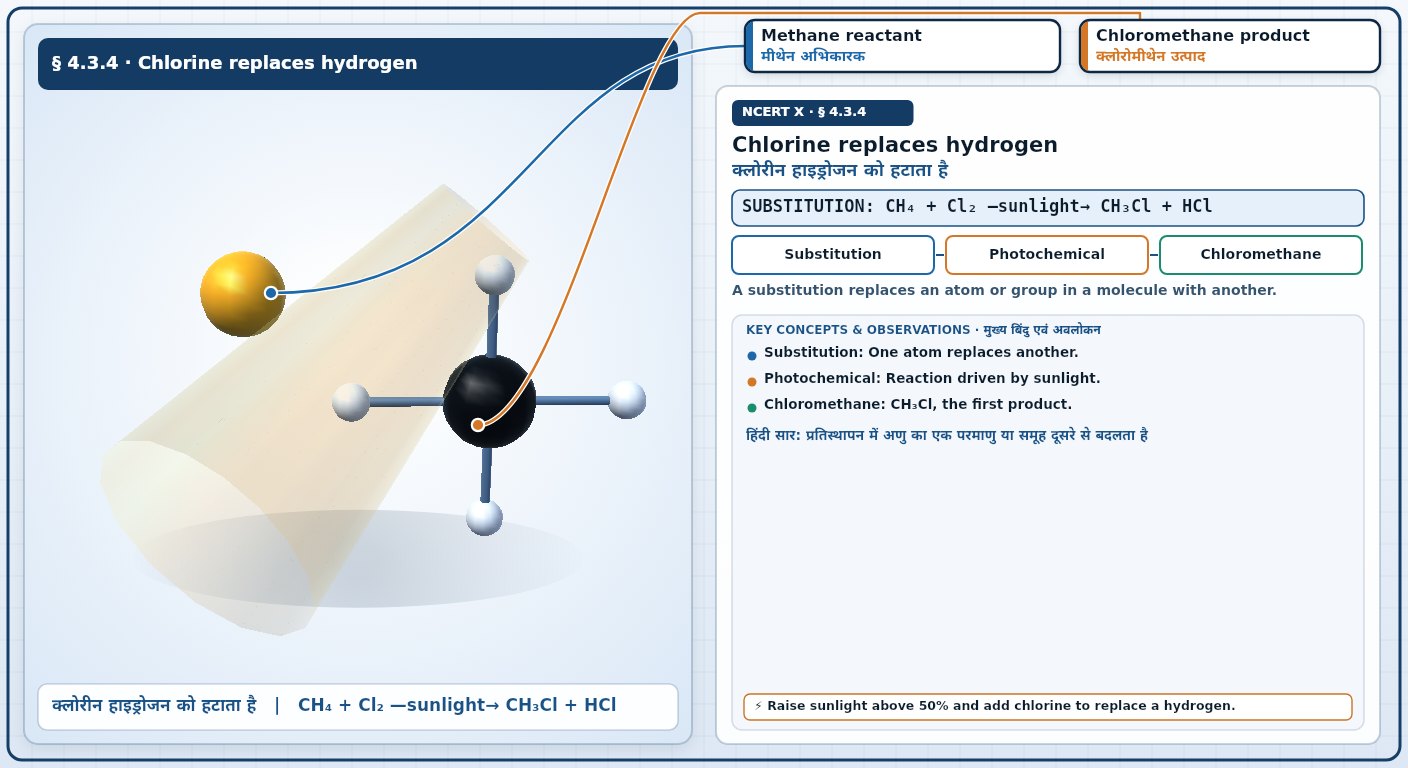 § 4.3.4 · Chlorine replaces hydrogen
Methane reactant
मीथेन अभिकारक
Chloromethane product
क्लोरोमीथेन उत्पाद
NCERT X · § 4.3.4
Chlorine replaces hydrogen
क्लोरीन हाइड्रोजन को हटाता है
SUBSTITUTION: CH₄ + Cl₂ —sunlight→ CH₃Cl + HCl
Substitution
Photochemical
Chloromethane
A substitution replaces an atom or group in a molecule with another.
KEY CONCEPTS & OBSERVATIONS · मुख्य बिंदु एवं अवलोकन
Substitution: One atom replaces another.
Photochemical: Reaction driven by sunlight.
Chloromethane: CH₃Cl, the first product.
हिंदी सार: प्रतिस्थापन में अणु का एक परमाणु या समूह दूसरे से बदलता है
⚡ Raise sunlight above 50% and add chlorine to replace a hydrogen.
क्लोरीन हाइड्रोजन को हटाता है | CH₄ + Cl₂ —sunlight→ CH₃Cl + HCl